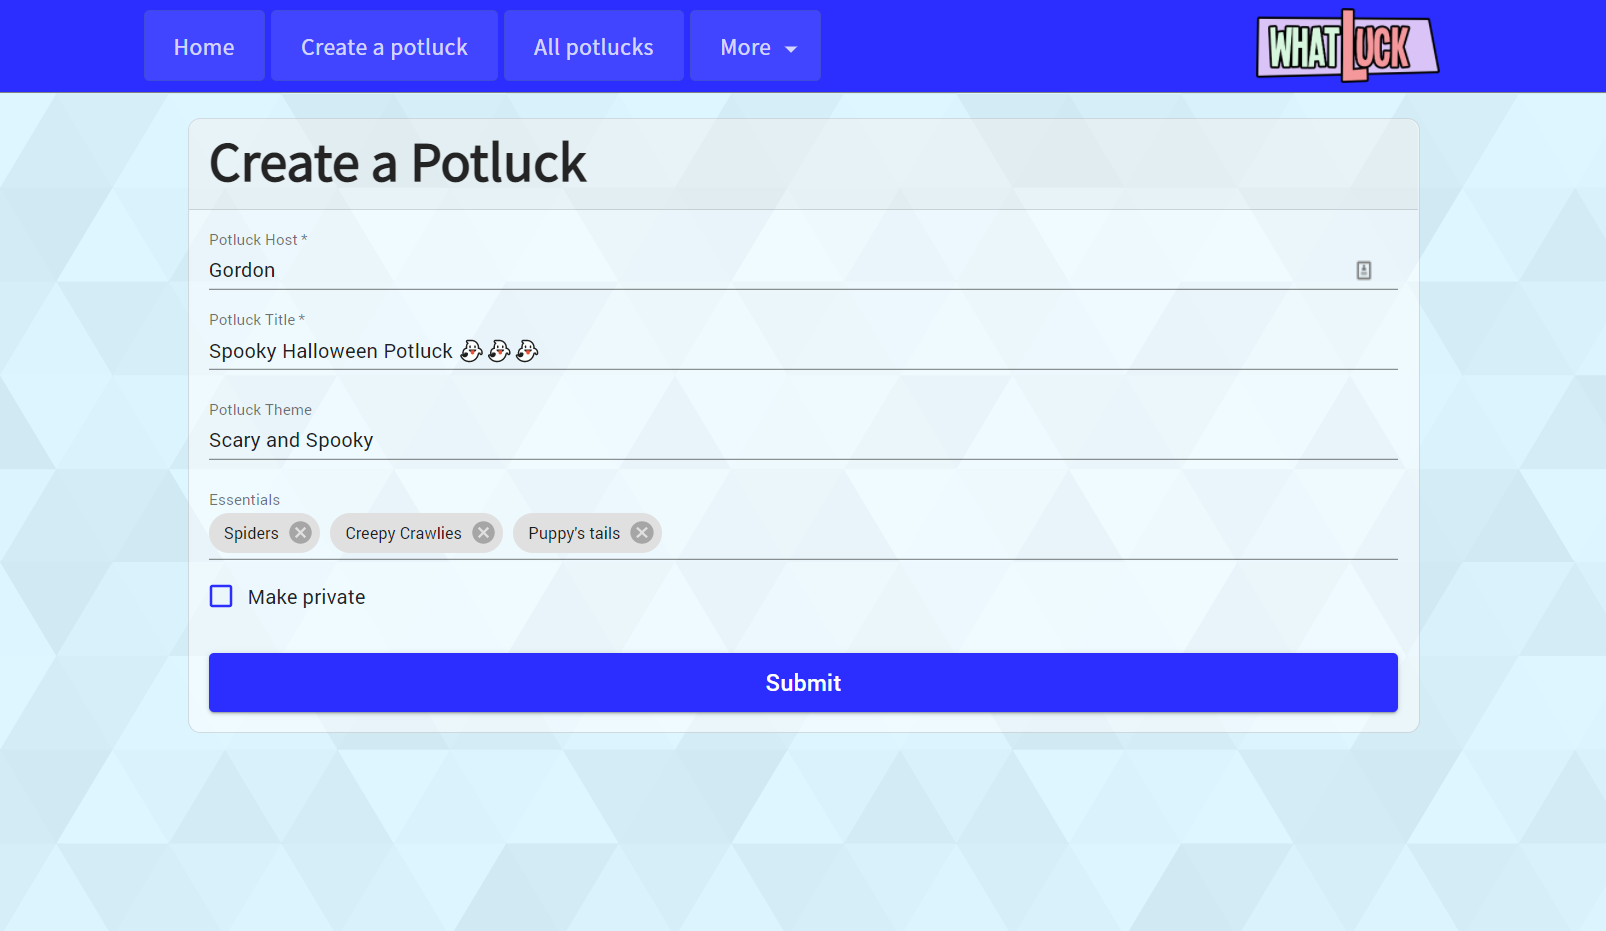 Home Create a potluck All potlucks More WHAT LUCK
Create a Potluck
Potluck Host *
Gordon
Potluck Title *
Spooky Halloween Potluck 👻👻👻
Potluck Theme
Scary and Spooky
Essentials
Spiders Creepy Crawlies Puppy's tails
Make private
Submit